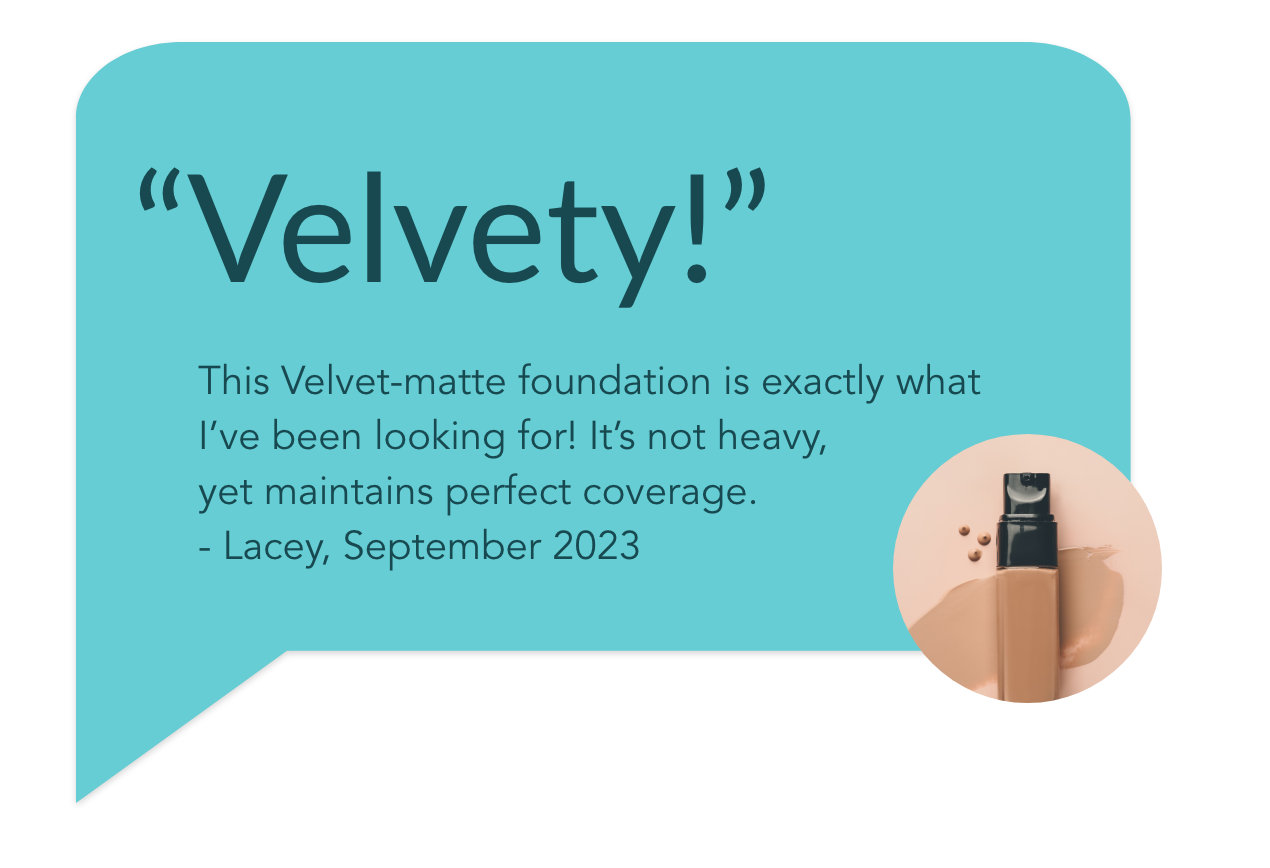 “Velvety!”
This Velvet-matte foundation is exactly what
I’ve been looking for! It’s not heavy,
yet maintains perfect coverage.
- Lacey, September 2023